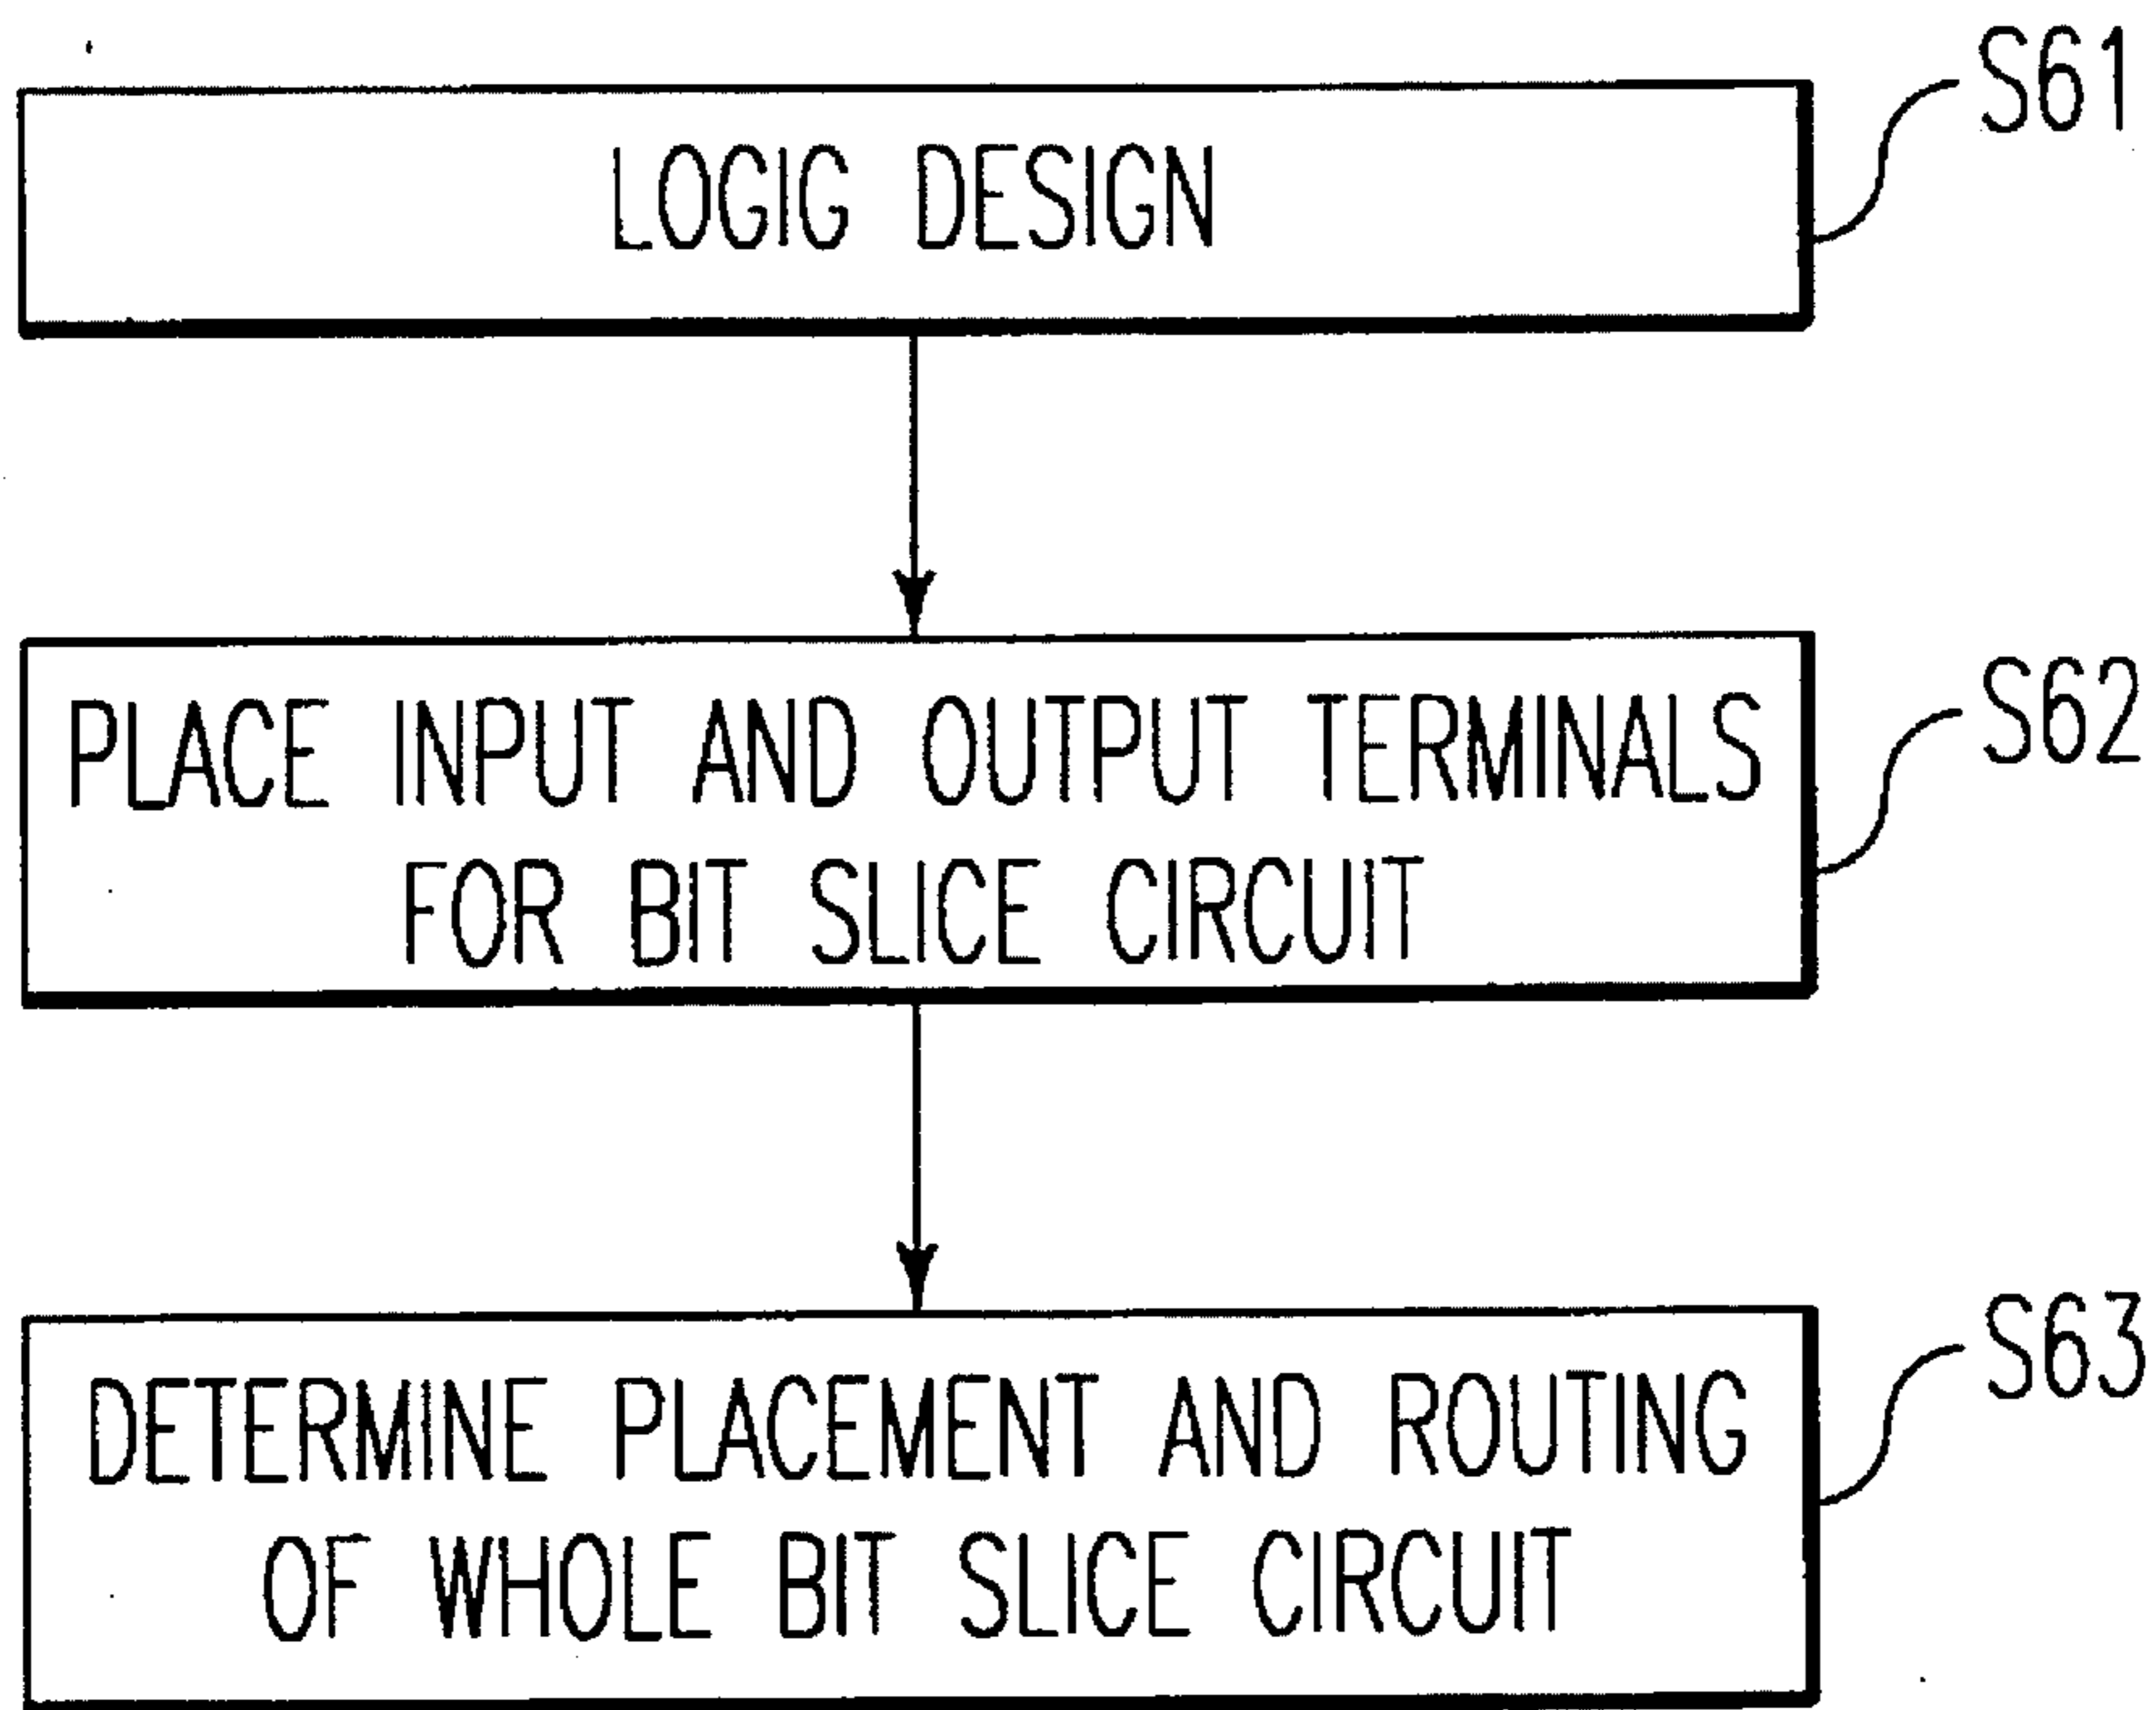 S61
LOGIG DESIGN
S62
PLACE INPUT AND OUTPUT TERMINALS
FOR BIT SLICE CIRCUIT
S63
DETERMINE PLACEMENT AND ROUTING
OF WHOLE BIT SLICE CIRCUIT